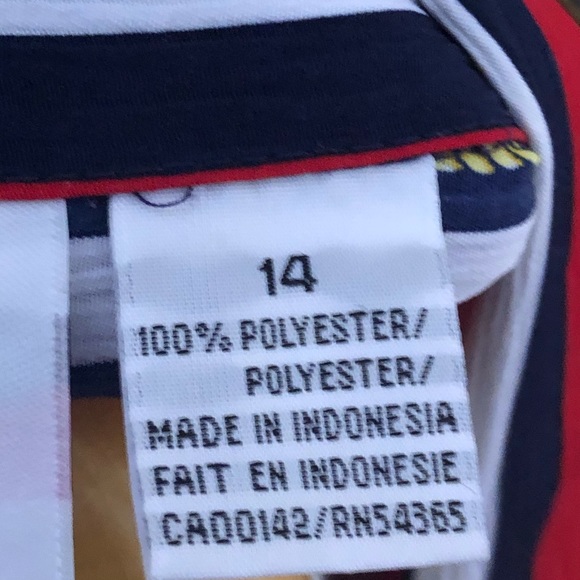 14
100% POLYESTER/
POLYESTER/
MADE IN INDONESIA
FAIT EN INDONESIE
CA00142/RN54365